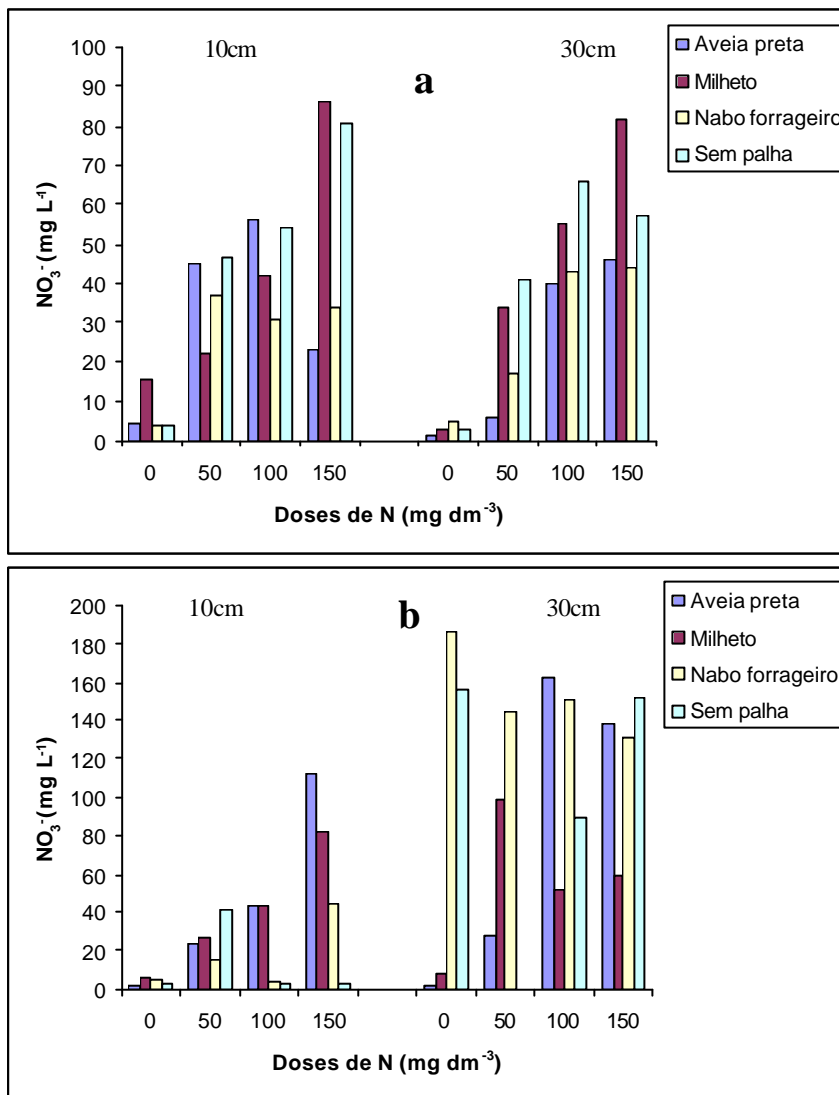 10cm
a
30cm
Aveia preta
Milheto
Nabo forrageiro
Sem palha
100
90
80
70
60
50
40
30
20
10
0
NO₃⁻ (mg L⁻¹)
0 50 100 150 0 50 100 150
Doses de N (mg dm⁻³)
10cm
b
30cm
Aveia preta
Milheto
Nabo forrageiro
Sem palha
200
180
160
140
120
100
80
60
40
20
0
NO₃⁻ (mg L⁻¹)
0 50 100 150 0 50 100 150
Doses de N (mg dm⁻³)